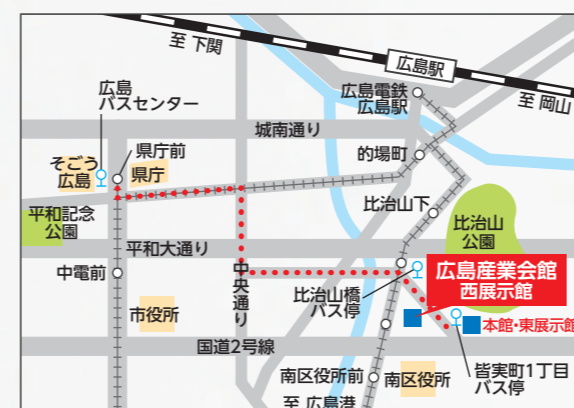 至 下関
広島駅
至 岡山
広島
バスセンター
広島電鉄
広島駅
城南通り
そごう
広島
県庁前
県庁
的場町
比治山下
平和記念
公園
比治山
公園
平和大通り
中電前
中央通り
広島産業会館
西展示館
比治山橋
バス停
市役所
本館・東展示館
国道2号線
皆実町1丁目
バス停
南区役所前
南区役所
至 広島港